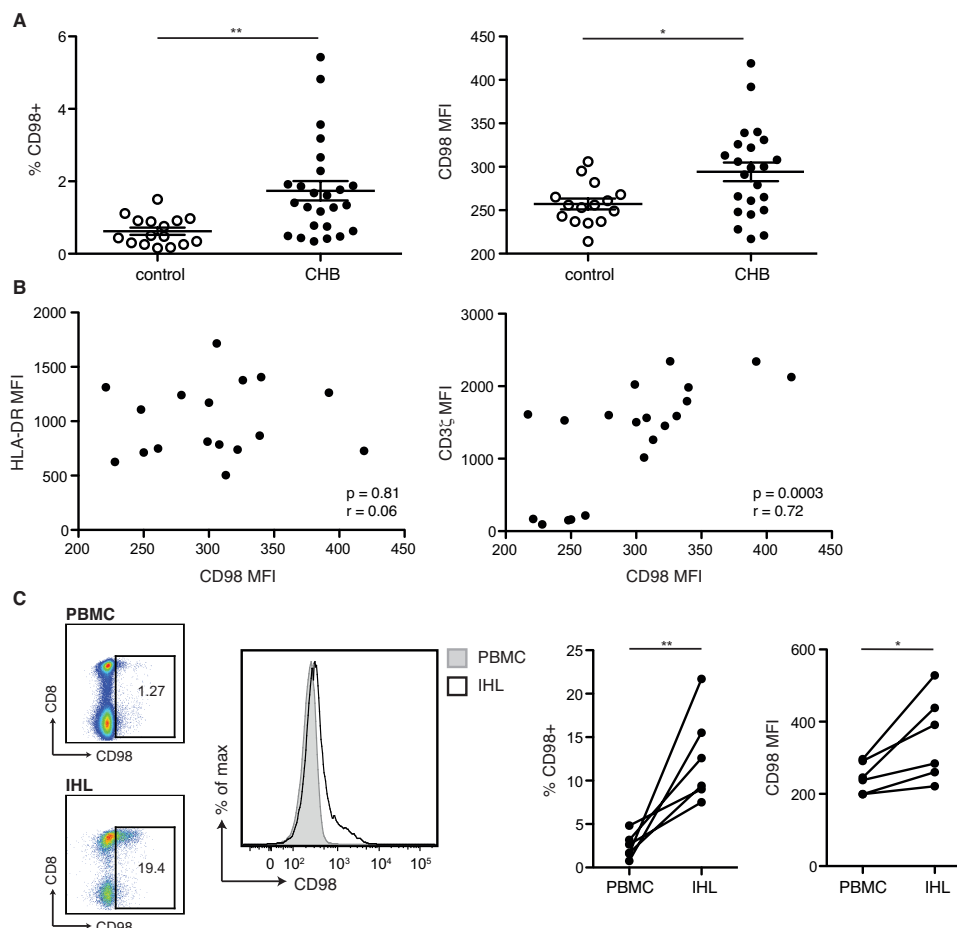 A
**
*
6
4
2
0
% CD98+
control
CHB
450
400
350
300
250
200
CD98 MFI
control
CHB
B
2000
1500
1000
500
0
HLA-DR MFI
p = 0.81
r = 0.06
200
250
300
350
400
450
CD98 MFI
3000
2000
1000
0
CD3ζ MFI
p = 0.0003
r = 0.72
200
250
300
350
400
450
CD98 MFI
C
PBMC
1.27
CD8
CD98
IHL
19.4
CD8
CD98
% of max
0
10²
10³
10⁴
10⁵
CD98
PBMC
IHL
**
25
20
15
10
5
0
% CD98+
PBMC
IHL
*
600
400
200
0
CD98 MFI
PBMC
IHL